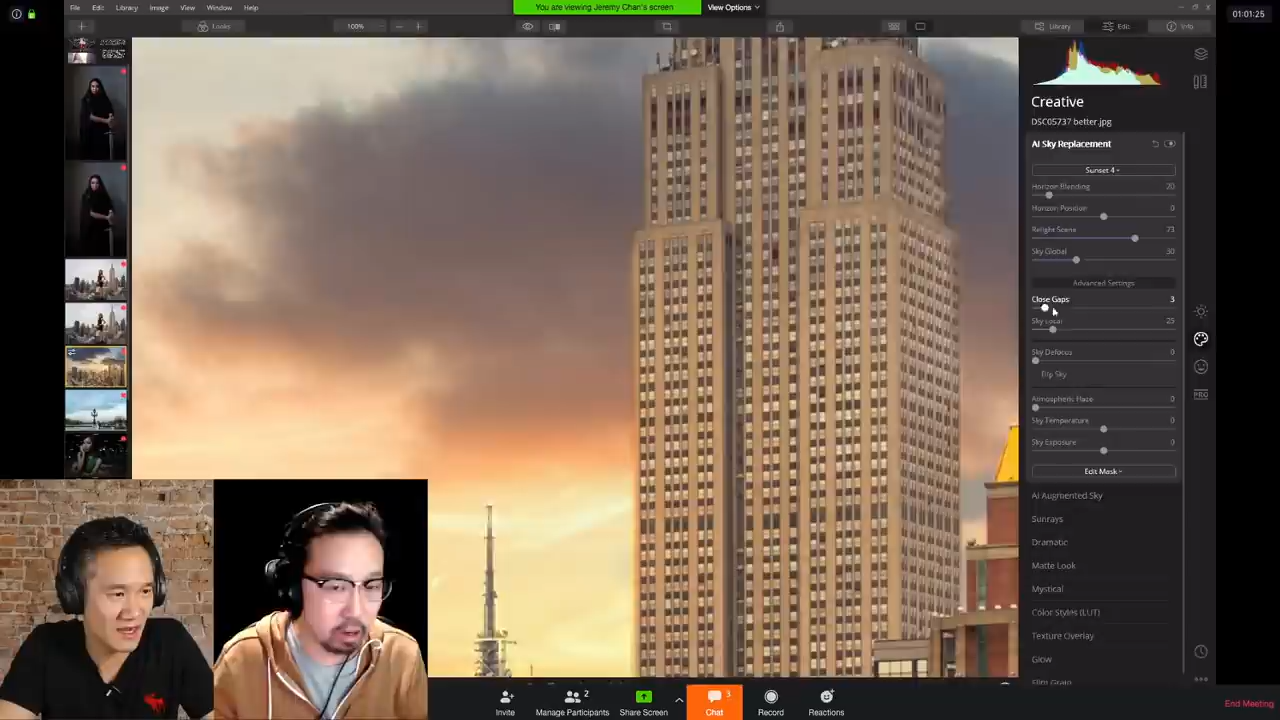 File Edit Library Image View Window Help
You are viewing Jeremy Chan's screen
View Options
01:01:25
Looks
100%
Library
Edit
Info
Creative
DSC05737 better.jpg
AI Sky Replacement
Sunset 4
Horizon Blending 20
Horizon Position 0
Relight Scene 73
Sky Global 30
Advanced Settings
Close Gaps 3
Sky Local 25
Sky Defocus 0
Flip Sky
Atmospheric Haze 0
Sky Temperature 0
Sky Exposure 0
Edit Mask
AI Augmented Sky
Sunrays
Dramatic
Matte Look
Mystical
Color Styles (LUT)
Texture Overlay
Glow
Film Grain
PRO
Invite
2
Manage Participants
Share Screen
3
Chat
Record
Reactions
End Meeting